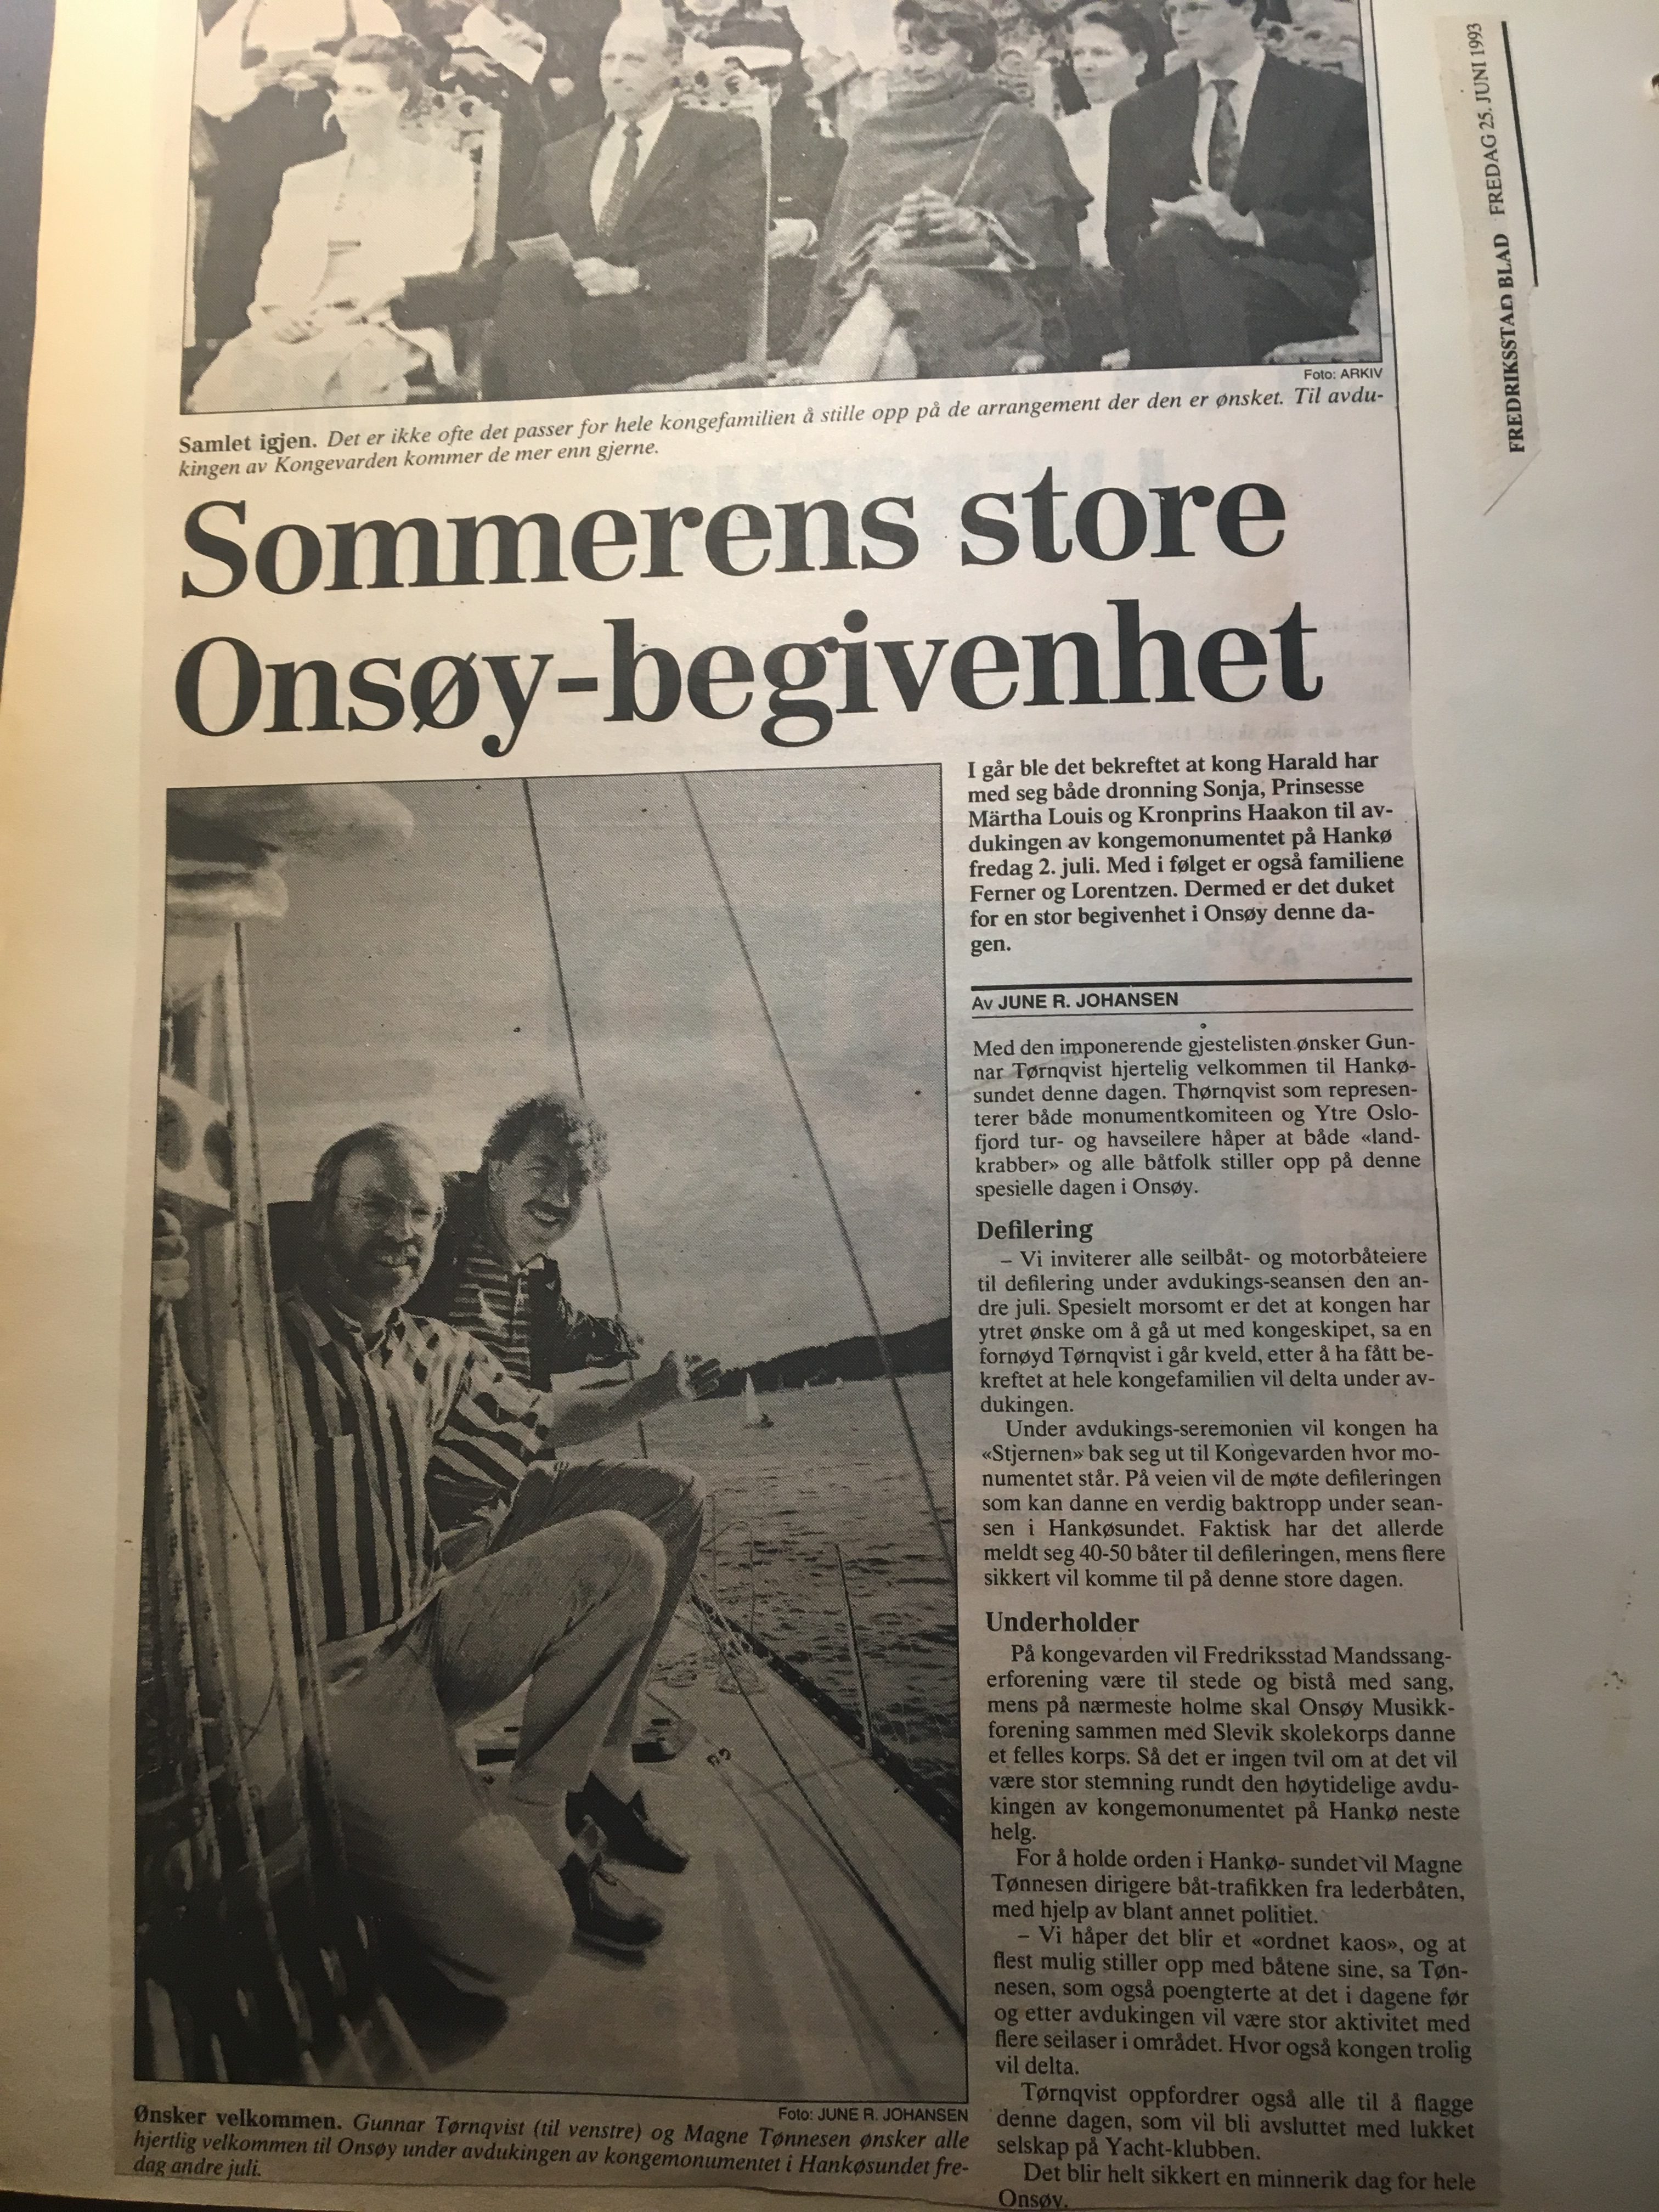 FREDRIKSSTAD BLAD FREDAG 25. JUNI 1993
Foto: ARKIV
Samlet igjen. Det er ikke ofte det passer for hele kongefamilien å stille opp på de arrangement der den er ønsket. Til avdu-
kingen av Kongevarden kommer de mer enn gjerne.
Sommerens store
Onsøy-begivenhet
I går ble det bekreftet at kong Harald har
med seg både dronning Sonja, Prinsesse
Märtha Louis og Kronprins Haakon til av-
dukingen av kongemonumentet på Hankø
fredag 2. juli. Med i følget er også familiene
Ferner og Lorentzen. Dermed er det duket
for en stor begivenhet i Onsøy denne da-
gen.
Av JUNE R. JOHANSEN
Med den imponerende gjestelisten ønsker Gun-
nar Tørnqvist hjertelig velkommen til Hankø-
sundet denne dagen. Thørnqvist som represen-
terer både monumentkomiteen og Ytre Oslo-
fjord tur- og havseilere håper at både «land-
krabber» og alle båtfolk stiller opp på denne
spesielle dagen i Onsøy.
Defilering
– Vi inviterer alle seilbåt- og motorbåteiere
til defilering under avdukings-seansen den an-
dre juli. Spesielt morsomt er det at kongen har
ytret ønske om å gå ut med kongeskipet, sa en
fornøyd Tørnqvist i går kveld, etter å ha fått be-
kreftet at hele kongefamilien vil delta under av-
dukingen.
Under avdukings-seremonien vil kongen ha
«Stjernen» bak seg ut til Kongevarden hvor mo-
numentet står. På veien vil de møte defileringen
som kan danne en verdig baktropp under sean-
sen i Hankøsundet. Faktisk har det allerde
meldt seg 40-50 båter til defileringen, mens flere
sikkert vil komme til på denne store dagen.
Underholder
På kongevarden vil Fredriksstad Mandssang-
erforening være til stede og bistå med sang,
mens på nærmeste holme skal Onsøy Musikk-
forening sammen med Slevik skolekorps danne
et felles korps. Så det er ingen tvil om at det vil
være stor stemning rundt den høytidelige avdu-
kingen av kongemonumentet på Hankø neste
helg.
For å holde orden i Hankø- sundet vil Magne
Tønnesen dirigere båt-trafikken fra lederbåten,
med hjelp av blant annet politiet.
– Vi håper det blir et «ordnet kaos», og at
flest mulig stiller opp med båtene sine, sa Tøn-
nesen, som også poengterte at det i dagene før
og etter avdukingen vil være stor aktivitet med
flere seilaser i området. Hvor også kongen trolig
vil delta.
Tørnqvist oppfordrer også alle til å flagge
denne dagen, som vil bli avsluttet med lukket
selskap på Yacht-klubben.
Det blir helt sikkert en minnerik dag for hele
Onsøy.
Foto: JUNE R. JOHANSEN
Ønsker velkommen. Gunnar Tørnqvist (til venstre) og Magne Tønnesen ønsker alle
hjertlig velkommen til Onsøy under avdukingen av kongemonumentet i Hankøsundet fre-
dag andre juli.